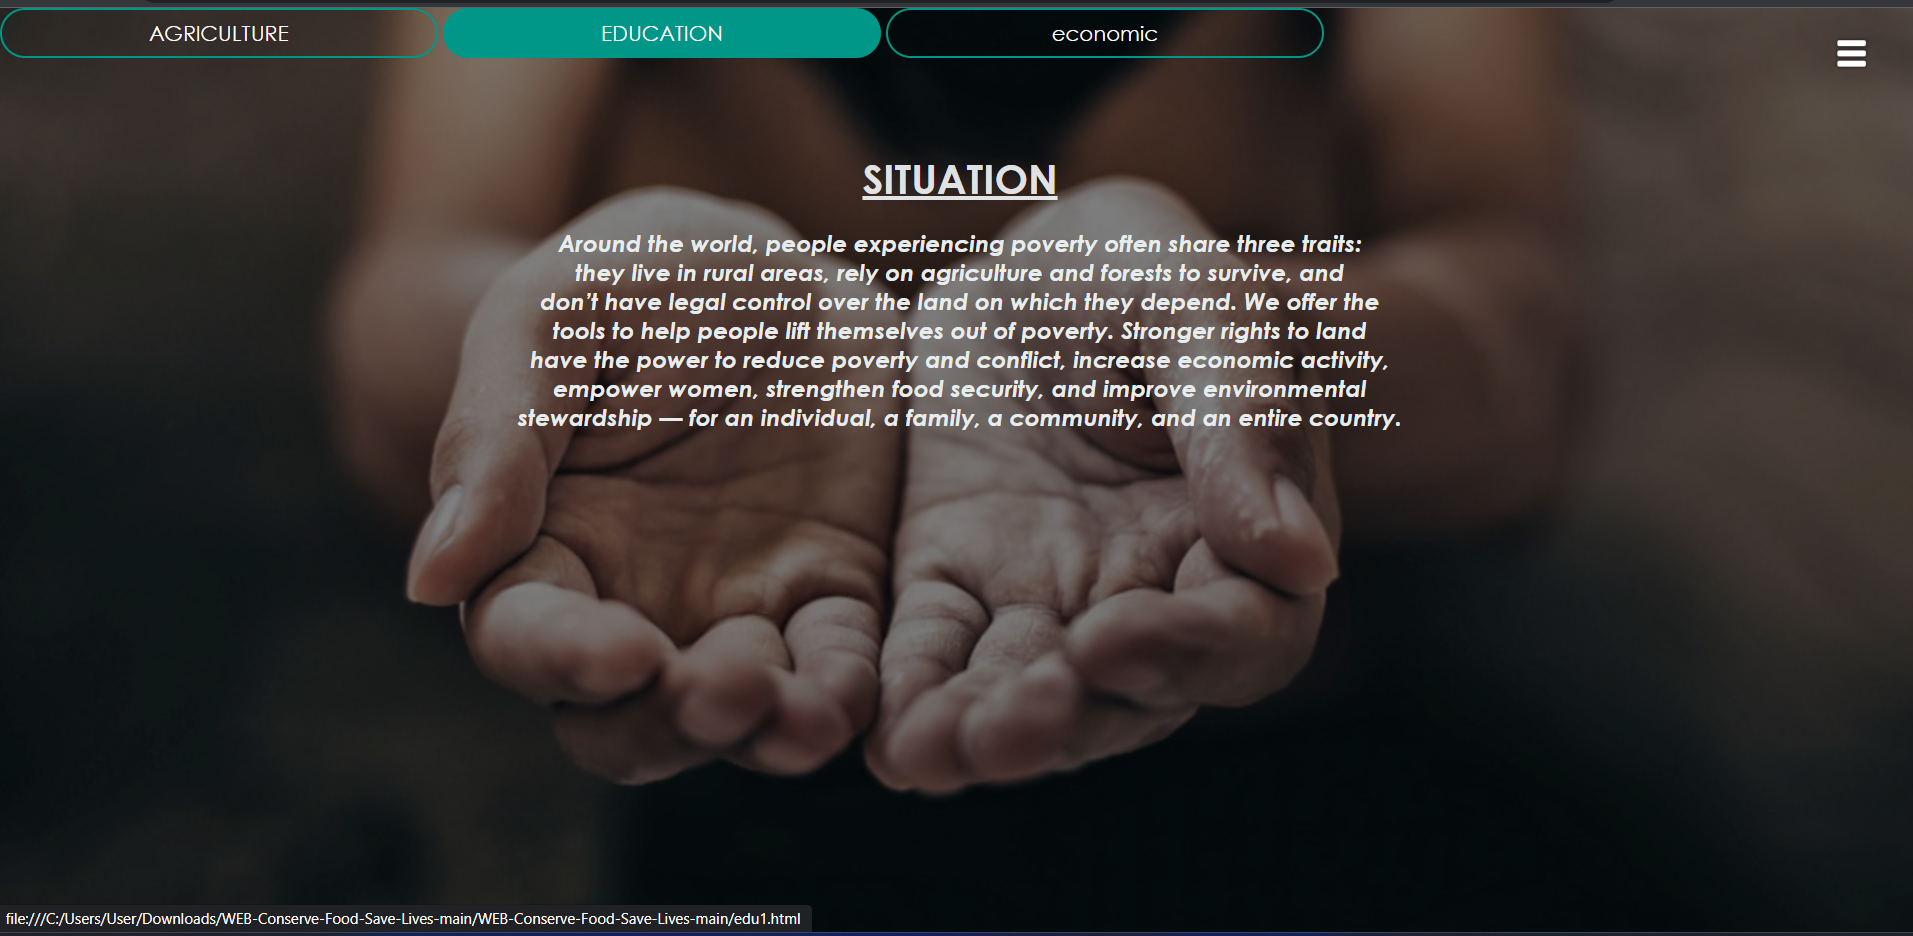 AGRICULTURE EDUCATION economic
SITUATION
Around the world, people experiencing poverty often share three traits:
they live in rural areas, rely on agriculture and forests to survive, and
don’t have legal control over the land on which they depend. We offer the
tools to help people lift themselves out of poverty. Stronger rights to land
have the power to reduce poverty and conflict, increase economic activity,
empower women, strengthen food security, and improve environmental
stewardship — for an individual, a family, a community, and an entire country.
file:///C:/Users/User/Downloads/WEB-Conserve-Food-Save-Lives-main/WEB-Conserve-Food-Save-Lives-main/edu1.html